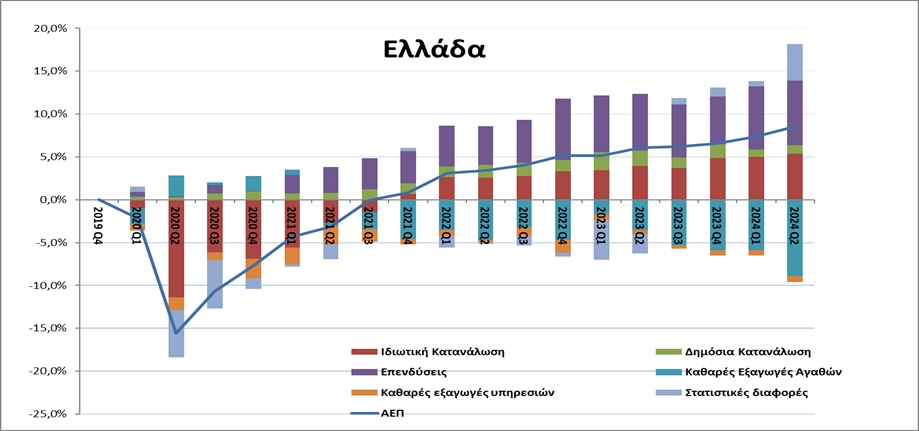 Ελλάδα
20,0%
15,0%
10,0%
5,0%
0,0%
-5,0%
-10,0%
-15,0%
-20,0%
-25,0%
2019 Q4
2020 Q1
2020 Q2
2020 Q3
2020 Q4
2021 Q1
2021 Q2
2021 Q3
2021 Q4
2022 Q1
2022 Q2
2022 Q3
2022 Q4
2023 Q1
2023 Q2
2023 Q3
2023 Q4
2024 Q1
2024 Q2
Ιδιωτική Κατανάλωση
Δημόσια Κατανάλωση
Επενδύσεις
Καθαρές Εξαγωγές Αγαθών
Καθαρές εξαγωγές υπηρεσιών
Στατιστικές διαφορές
ΑΕΠ